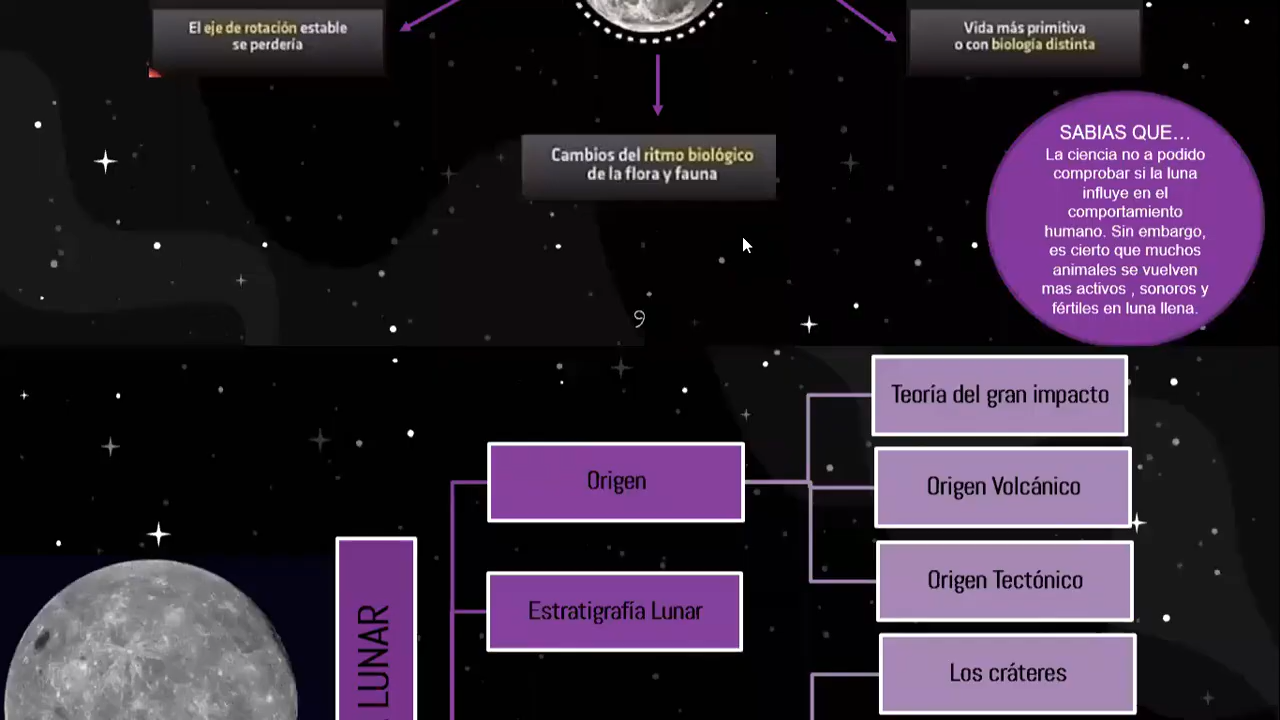 El eje de rotación estable
se perdería
Vida más primitiva
o con biología distinta
Cambios del ritmo biológico
de la flora y fauna
SABIAS QUE...
La ciencia no a podido
comprobar si la luna
influye en el
comportamiento
humano. Sin embargo,
es cierto que muchos
animales se vuelven
mas activos , sonoros y
fértiles en luna llena.
9
Teoría del gran impacto
Origen
Origen Volcánico
Origen Tectónico
Estratigrafía Lunar
Los cráteres
LUNAR